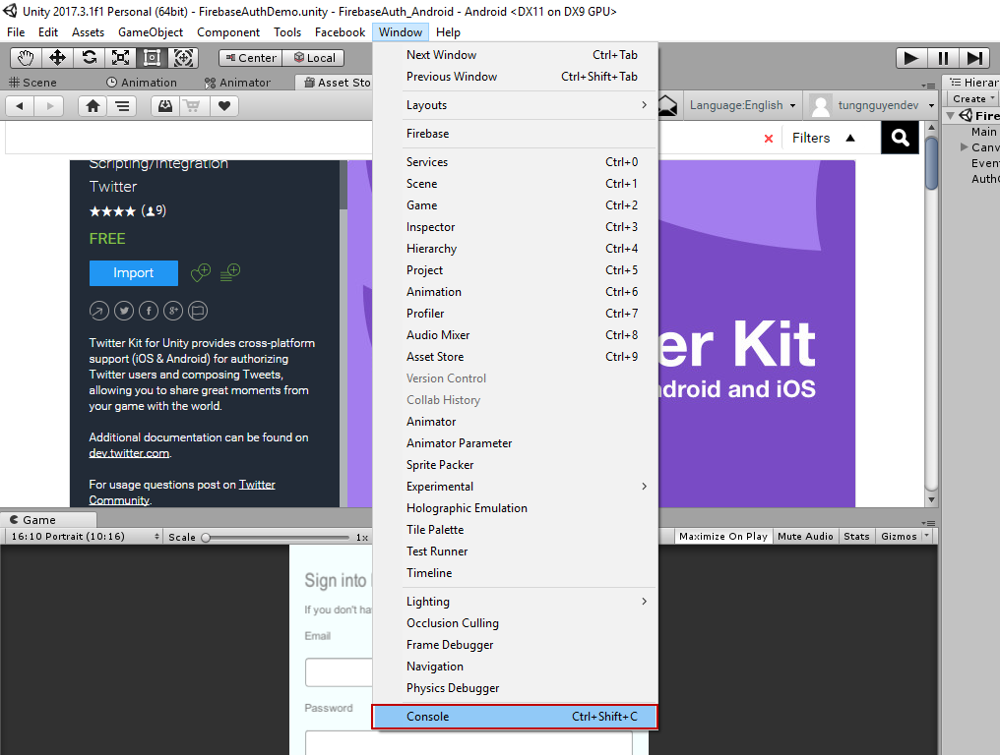 Unity 2017.3.1f1 Personal (64bit) - FirebaseAuthDemo.unity - FirebaseAuth_Android - Android <DX11 on DX9 GPU>
File Edit Assets GameObject Component Tools Facebook Window Help
Center Local
Scene Animation Animator Asset Sto
Language:English tungnguyendev
Filters
Scripting/Integration
Twitter
★★★★ (9)
FREE
Import
Twitter Kit for Unity provides cross-platform
support (iOS & Android) for authorizing
Twitter users and composing Tweets,
allowing you to share great moments from
your game with the world.
Additional documentation can be found on
dev.twitter.com.
For usage questions post on Twitter
Community.
er Kit
ndroid and iOS
Next Window Ctrl+Tab
Previous Window Ctrl+Shift+Tab
Layouts
Firebase
Services Ctrl+0
Scene Ctrl+1
Game Ctrl+2
Inspector Ctrl+3
Hierarchy Ctrl+4
Project Ctrl+5
Animation Ctrl+6
Profiler Ctrl+7
Audio Mixer Ctrl+8
Asset Store Ctrl+9
Version Control
Collab History
Animator
Animator Parameter
Sprite Packer
Experimental
Holographic Emulation
Tile Palette
Test Runner
Timeline
Lighting
Occlusion Culling
Frame Debugger
Navigation
Physics Debugger
Console Ctrl+Shift+C
Hierar
Create
Fire
Main
Canv
Event
AuthC
Game
16:10 Portrait (10:16) Scale 1x
Maximize On Play Mute Audio Stats Gizmos
Sign into
If you don't ha
Email
Password